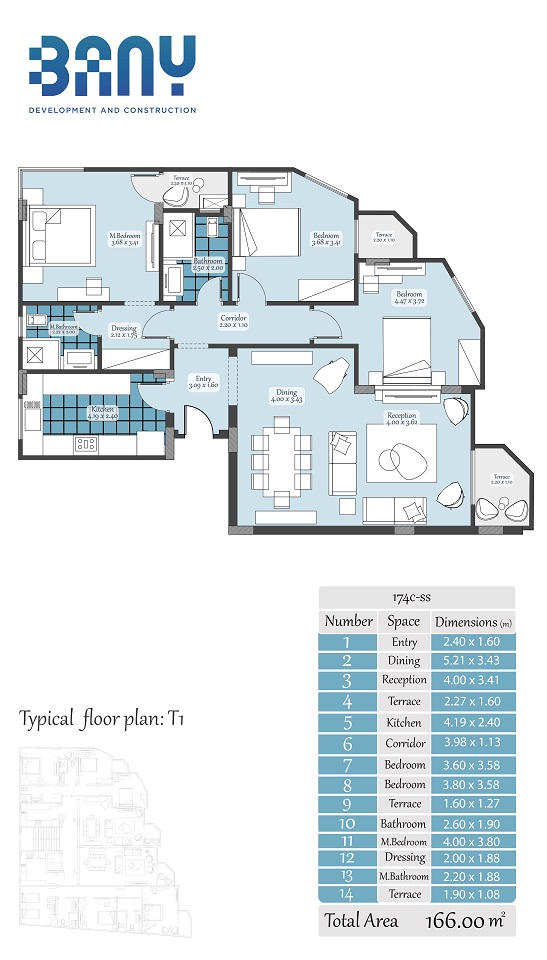 BANY
DEVELOPMENT AND CONSTRUCTION
Terrace
2.20 x 1.10
M.Bedroom
3.68 x 3.41
Bedroom
3.68 x 3.41
Terrace
2.20 x 1.10
Bathroom
2.50 x 2.00
Bedroom
4.47 x 3.72
M.Bathroom
2.22 x 2.00
Dressing
2.12 x 1.75
Corridor
2.20 x 1.10
Entry
3.09 x 1.60
Dining
4.00 x 3.43
Kitchen
4.19 x 2.40
Reception
4.00 x 3.62
Terrace
2.20 x 1.10
174c-ss
Number Space Dimensions (m)
1 Entry 2.40 x 1.60
2 Dining 5.21 x 3.43
3 Reception 4.00 x 3.41
4 Terrace 2.27 x 1.60
5 Kitchen 4.19 x 2.40
6 Corridor 3.98 x 1.13
7 Bedroom 3.60 x 3.58
8 Bedroom 3.80 x 3.58
9 Terrace 1.60 x 1.27
10 Bathroom 2.60 x 1.90
11 M.Bedroom 4.00 x 3.80
12 Dressing 2.00 x 1.88
13 M.Bathroom 2.20 x 1.88
14 Terrace 1.90 x 1.08
Total Area 166.00 m²
Typical floor plan: T1